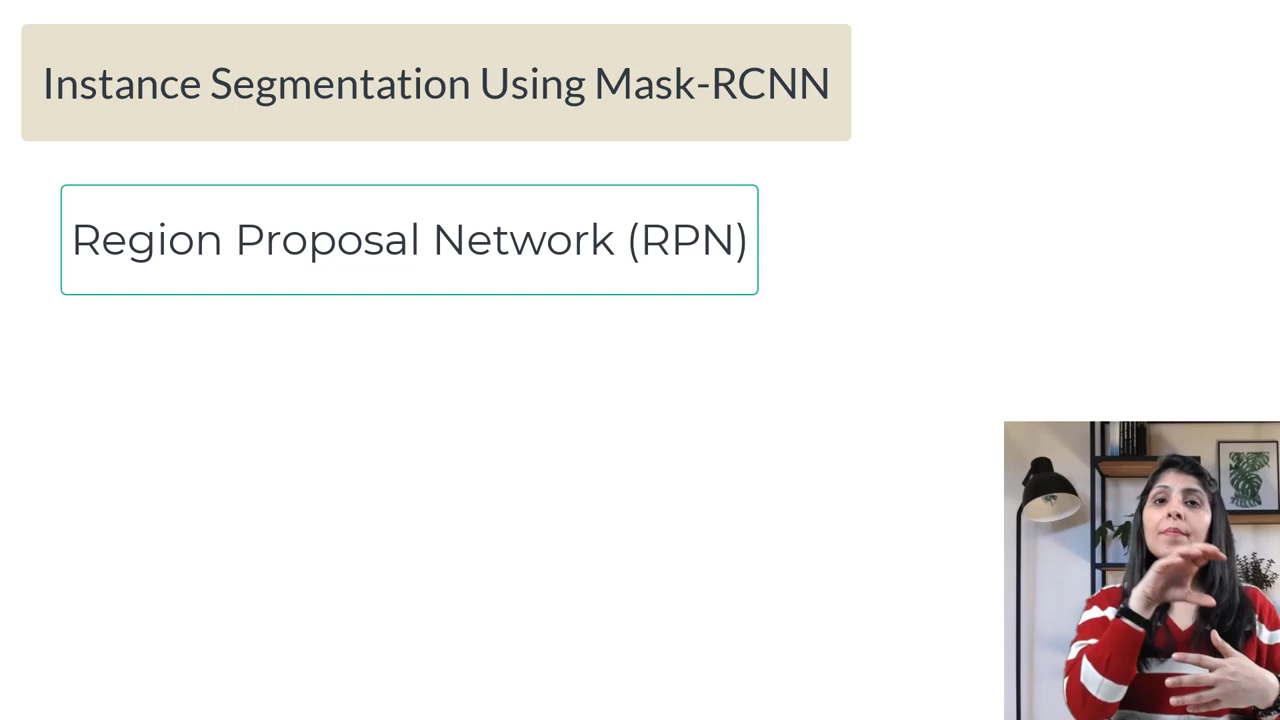 Instance Segmentation Using Mask-RCNN
Region Proposal Network (RPN)